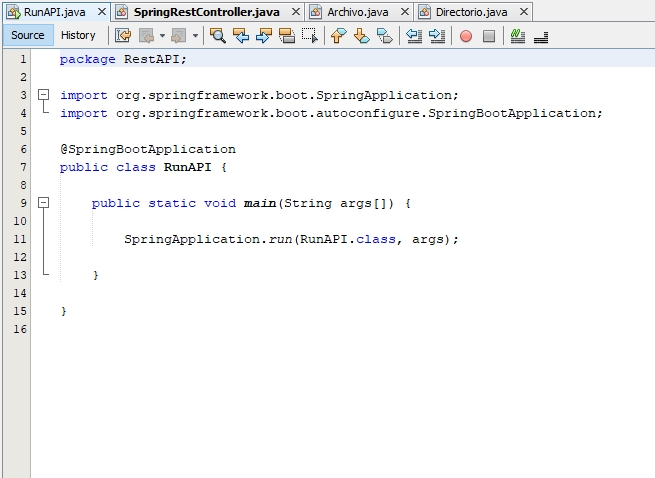 RunAPI.java SpringRestController.java Archivo.java Directorio.java
Source History
1 package RestAPI;
2
3 import org.springframework.boot.SpringApplication;
4 import org.springframework.boot.autoconfigure.SpringBootApplication;
5
6 @SpringBootApplication
7 public class RunAPI {
8
9 public static void main(String args[]) {
10
11 SpringApplication.run(RunAPI.class, args);
12
13 }
14
15 }
16